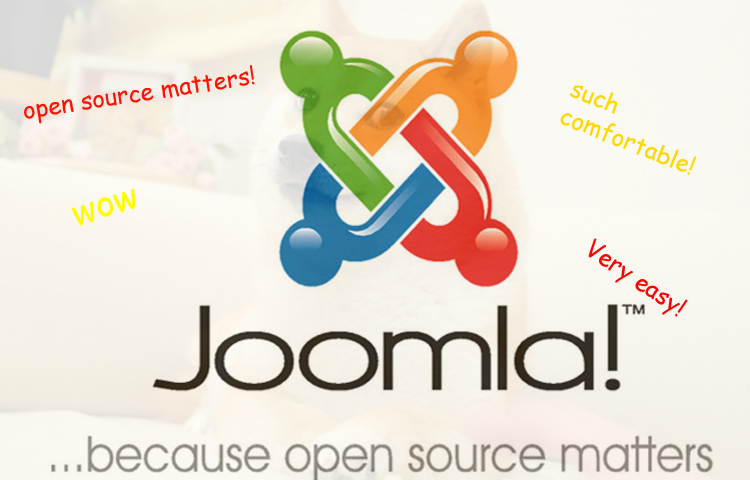 open source matters!
such
comfortable!
wow
Very easy!
Joomla!™
...because open source matters